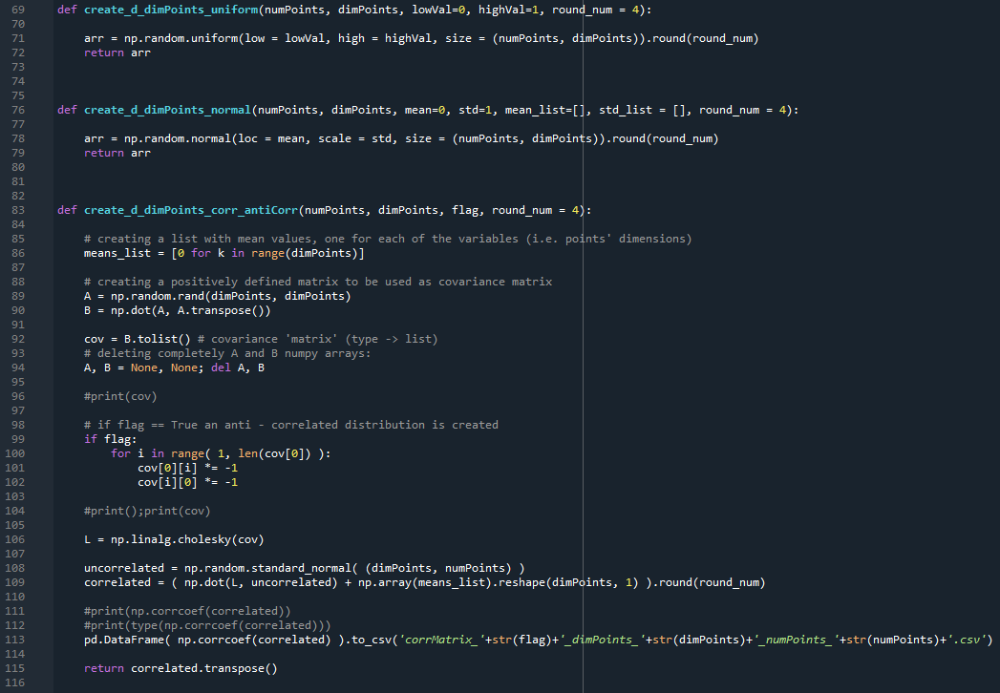 69 def create_d_dimPoints_uniform(numPoints, dimPoints, lowVal=0, highVal=1, round_num = 4):
70
71 arr = np.random.uniform(low = lowVal, high = highVal, size = (numPoints, dimPoints)).round(round_num)
72 return arr
73
74
75
76 def create_d_dimPoints_normal(numPoints, dimPoints, mean=0, std=1, mean_list=[], std_list = [], round_num = 4):
77
78 arr = np.random.normal(loc = mean, scale = std, size = (numPoints, dimPoints)).round(round_num)
79 return arr
80
81
82
83 def create_d_dimPoints_corr_antiCorr(numPoints, dimPoints, flag, round_num = 4):
84
85 # creating a list with mean values, one for each of the variables (i.e. points' dimensions)
86 means_list = [0 for k in range(dimPoints)]
87
88 # creating a positively defined matrix to be used as covariance matrix
89 A = np.random.rand(dimPoints, dimPoints)
90 B = np.dot(A, A.transpose())
91
92 cov = B.tolist() # covariance 'matrix' (type -> list)
93 # deleting completely A and B numpy arrays:
94 A, B = None, None; del A, B
95
96 #print(cov)
97
98 # if flag == True an anti - correlated distribution is created
99 if flag:
100 for i in range( 1, len(cov[0]) ):
101 cov[0][i] *= -1
102 cov[i][0] *= -1
103
104 #print();print(cov)
105
106 L = np.linalg.cholesky(cov)
107
108 uncorrelated = np.random.standard_normal( (dimPoints, numPoints) )
109 correlated = ( np.dot(L, uncorrelated) + np.array(means_list).reshape(dimPoints, 1) ).round(round_num)
110
111 #print(np.corrcoef(correlated))
112 #print(type(np.corrcoef(correlated)))
113 pd.DataFrame( np.corrcoef(correlated) ).to_csv('corrMatrix_'+str(flag)+'_dimPoints_'+str(dimPoints)+'_numPoints_'+str(numPoints)+'.csv')
114
115 return correlated.transpose()
116